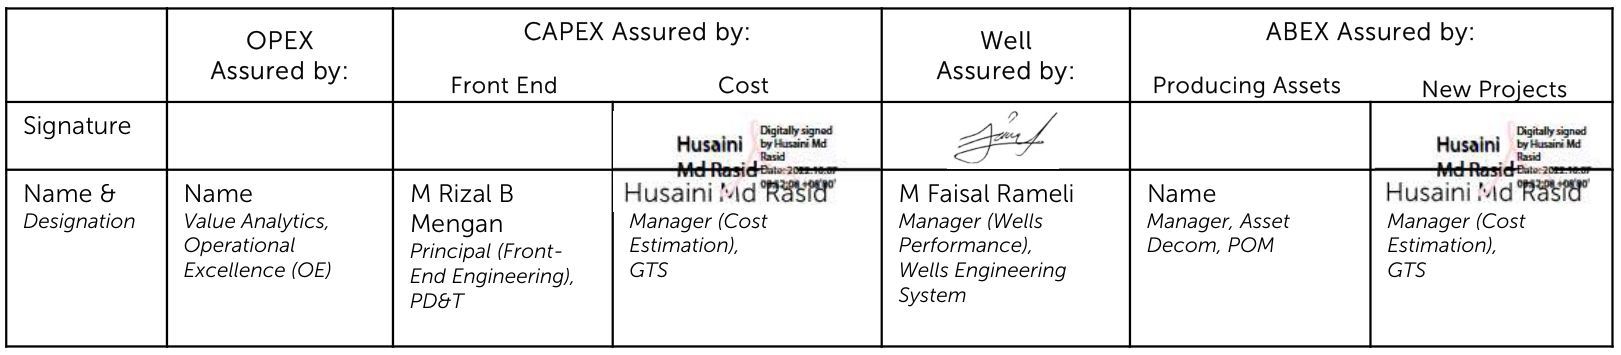 OPEX
Assured by:
CAPEX Assured by:
Front End
Cost
Well
Assured by:
ABEX Assured by:
Producing Assets
New Projects
Signature
Husaini
Md Rasid
Digitally signed
by Husaini Md
Rasid
Husaini
Md Rasid
Digitally signed
by Husaini Md
Rasid
Name &
Designation
Name
Value Analytics,
Operational
Excellence (OE)
M Rizal B
Mengan
Principal (Front-
End Engineering),
PD&T
Husaini Md Rasid
Manager (Cost
Estimation),
GTS
M Faisal Rameli
Manager (Wells
Performance),
Wells Engineering
System
Name
Manager, Asset
Decom, POM
Husaini Md Rasid
Manager (Cost
Estimation),
GTS